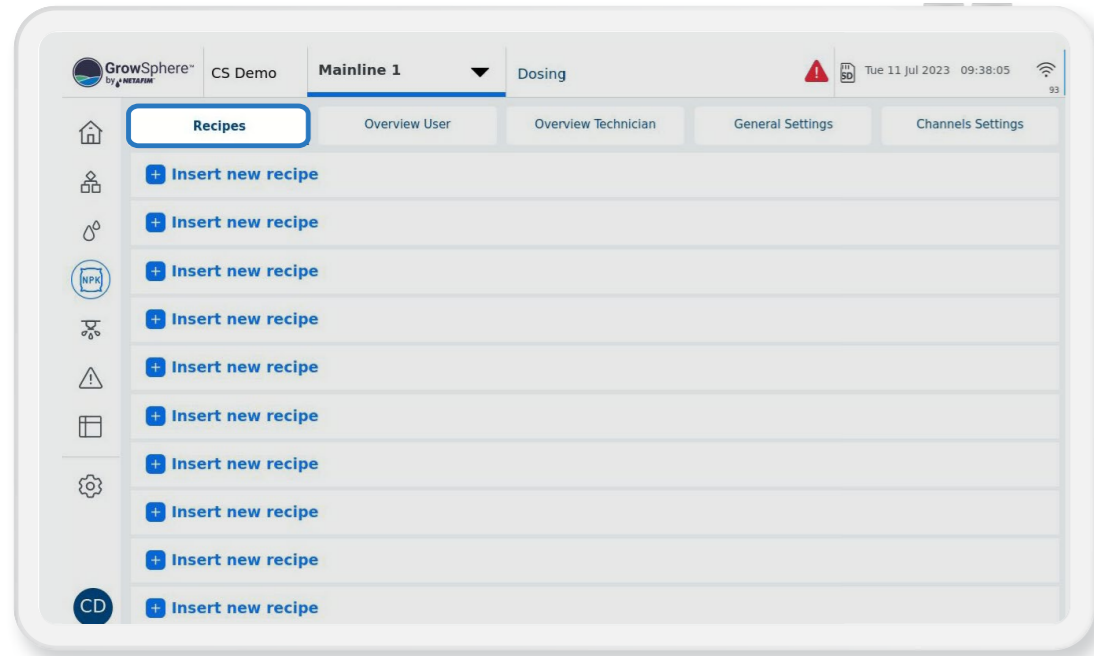 GrowSphere™
by NETAFIM™
CS Demo
Mainline 1
Dosing
SD
Tue 11 Jul 2023 09:38:05
93
Recipes
Overview User
Overview Technician
General Settings
Channels Settings
Insert new recipe
Insert new recipe
Insert new recipe
NPK
Insert new recipe
Insert new recipe
Insert new recipe
Insert new recipe
Insert new recipe
Insert new recipe
CD
Insert new recipe